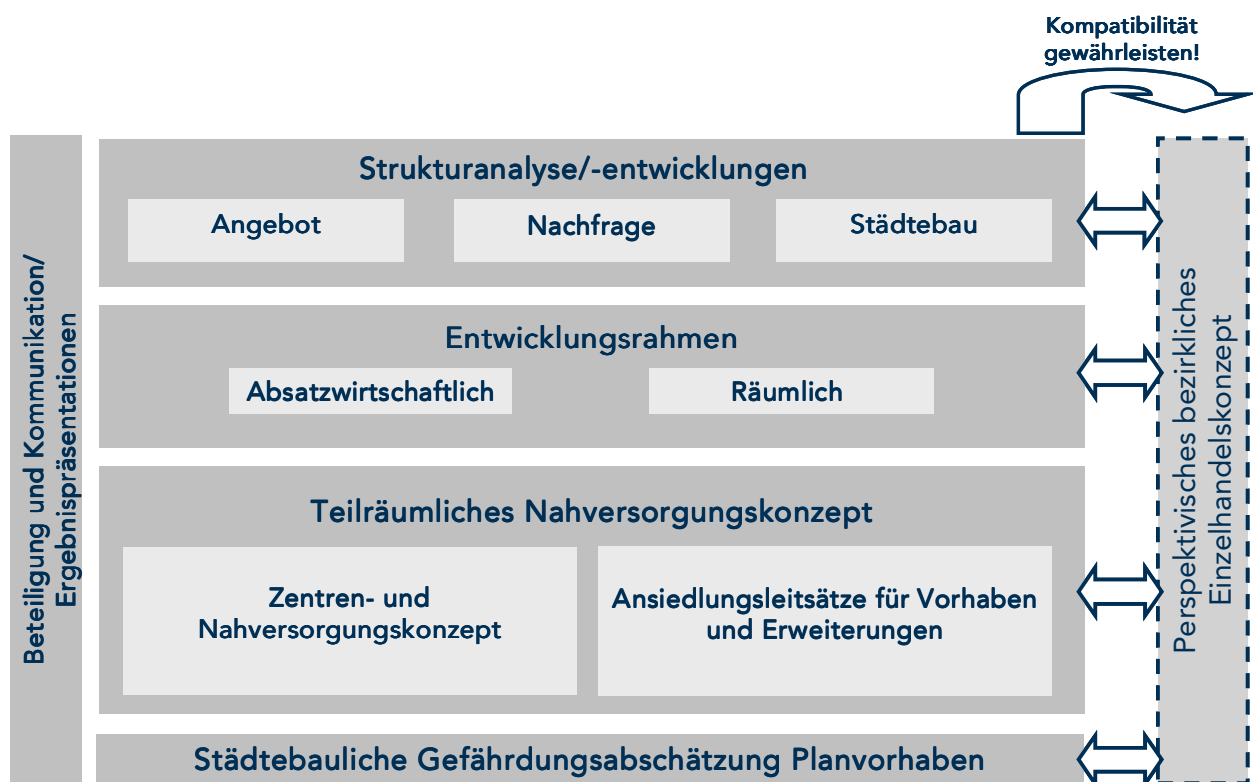 Kompatibilität
gewährleisten!
Beteiligung und Kommunikation/
Ergebnispräsentationen
Strukturanalyse/-entwicklungen
Angebot
Nachfrage
Städtebau
Entwicklungsrahmen
Absatzwirtschaftlich
Räumlich
Teilräumliches Nahversorgungskonzept
Zentren- und
Nahversorgungskonzept
Ansiedlungsleitsätze für Vorhaben
und Erweiterungen
Städtebauliche Gefährdungsabschätzung Planvorhaben
Perspektivisches bezirkliches
Einzelhandelskonzept